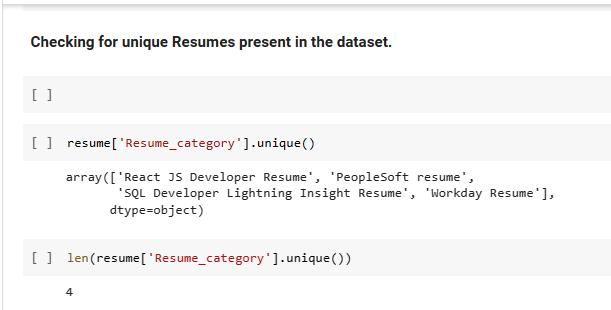 Checking for unique Resumes present in the dataset.
[ ]
[ ] resume['Resume_category'].unique()
array(['React JS Developer Resume', 'PeopleSoft resume',
'SQL Developer Lightning Insight Resume', 'Workday Resume'],
dtype=object)
[ ] len(resume['Resume_category'].unique())
4